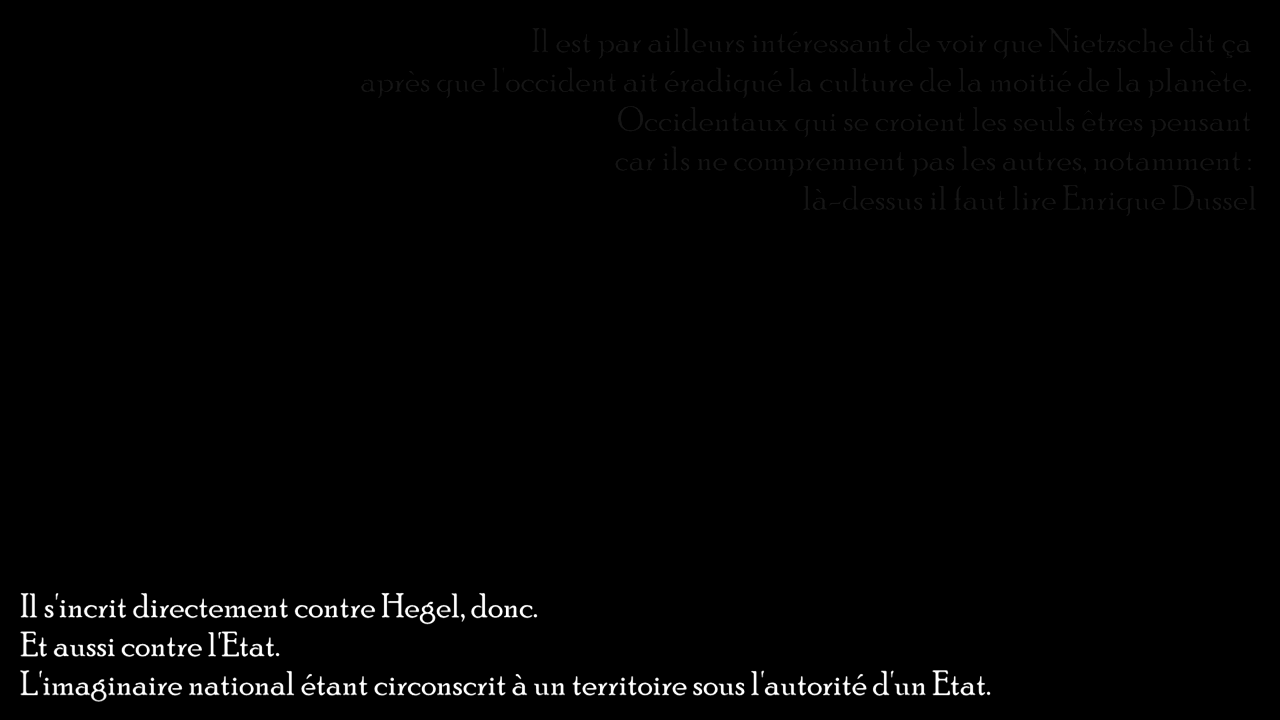 Il est par ailleurs intéressant de voir que Nietzsche dit ça
après que l'occident ait éradiqué la culture de la moitié de la planète.
Occidentaux qui se croient les seuls êtres pensant
car ils ne comprennent pas les autres, notamment :
là-dessus il faut lire Enrique Dussel
Il s'incrit directement contre Hegel, donc.
Et aussi contre l'Etat.
L'imaginaire national étant circonscrit à un territoire sous l'autorité d'un Etat.